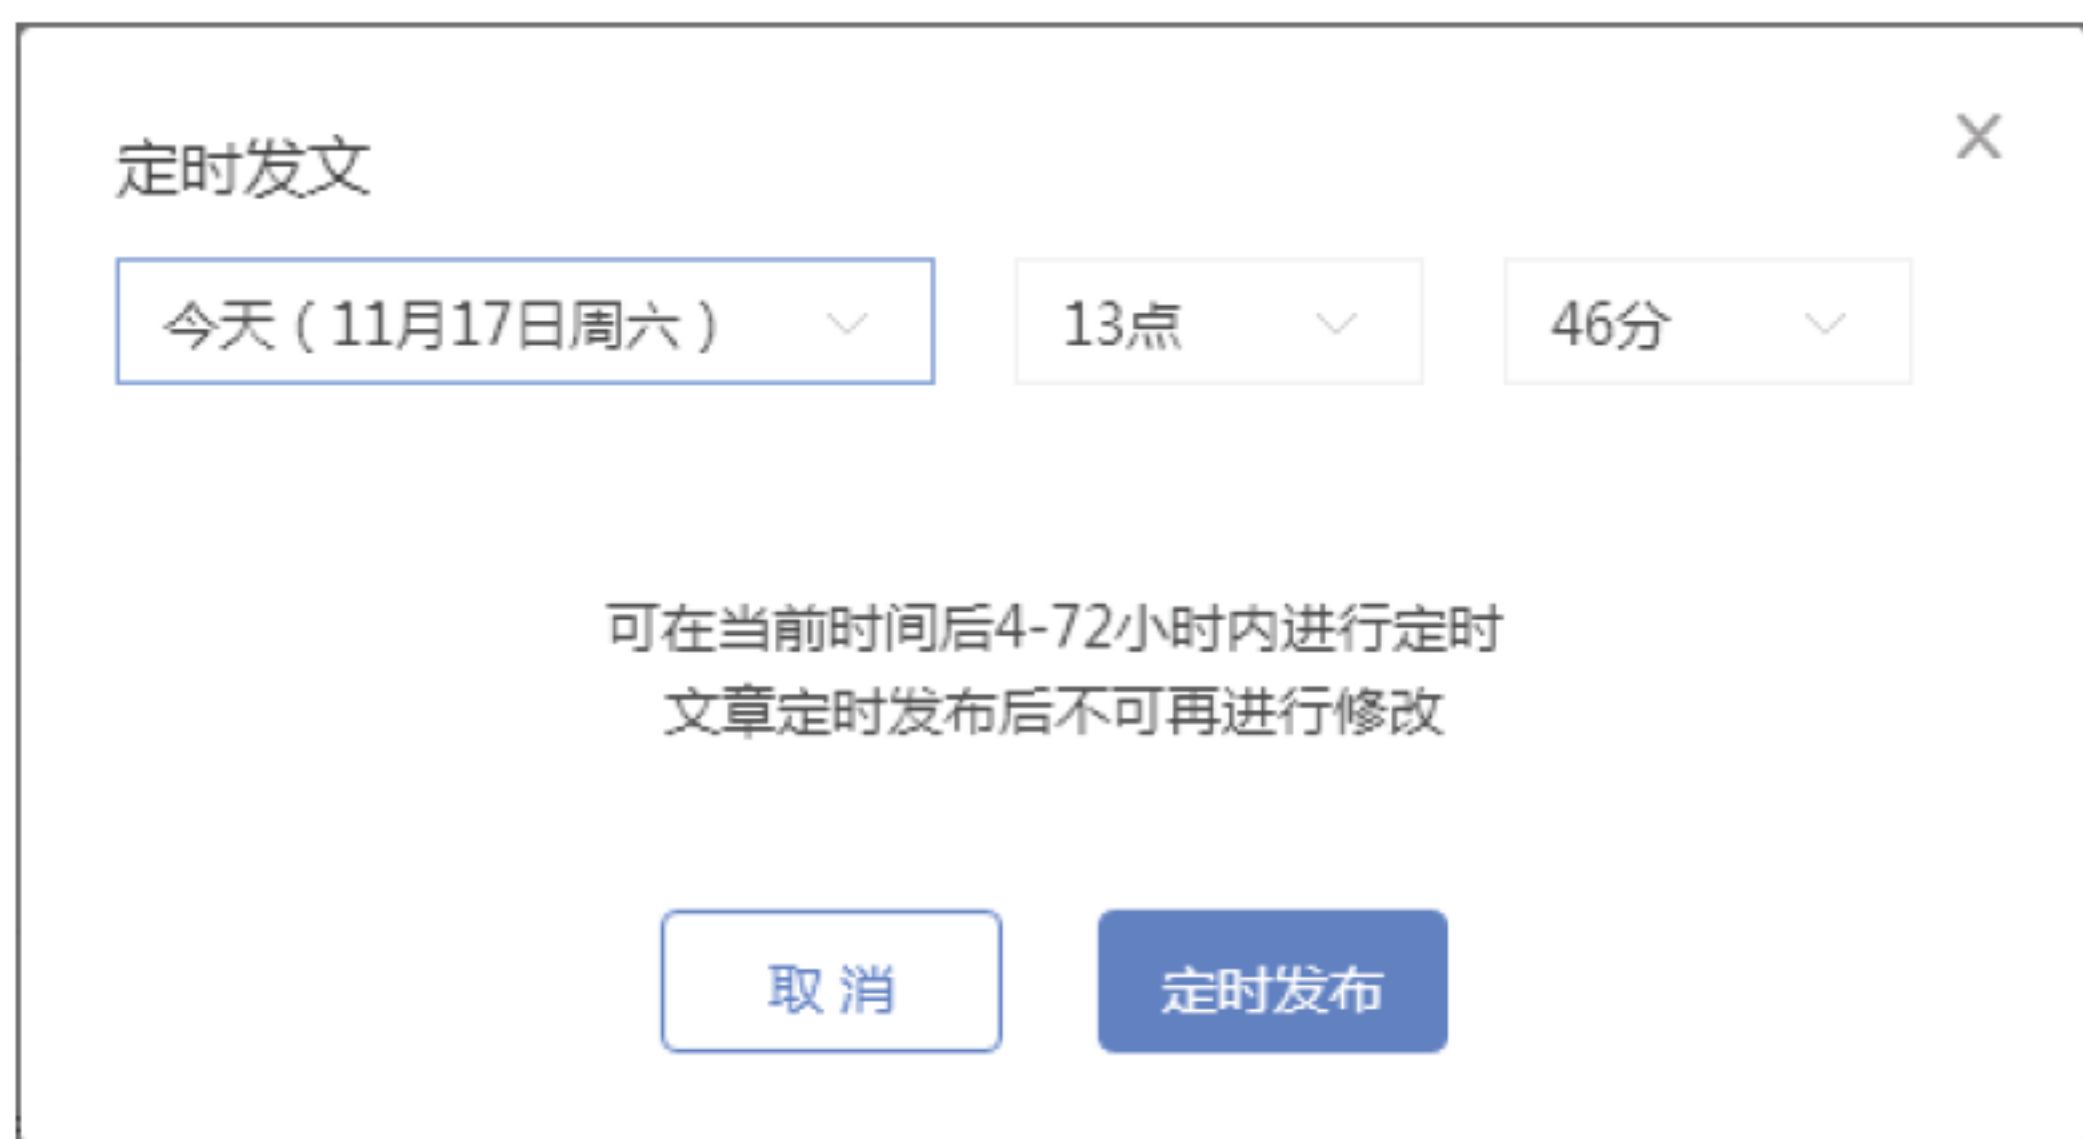 定时发文
今天（11月17日周六） 13点 46分
可在当前时间后4-72小时内进行定时
文章定时发布后不可再进行修改
取 消 定时发布